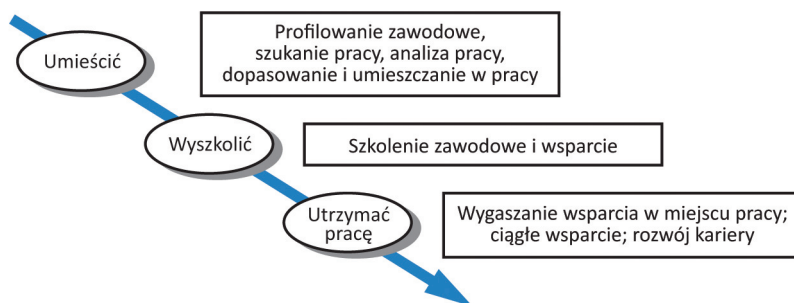 Umieścić
Profilowanie zawodowe,
szukanie pracy, analiza pracy,
dopasowanie i umieszczanie w pracy
Wyszkolić
Szkolenie zawodowe i wsparcie
Utrzymać
pracę
Wygaszanie wsparcia w miejscu pracy;
ciągłe wsparcie; rozwój kariery